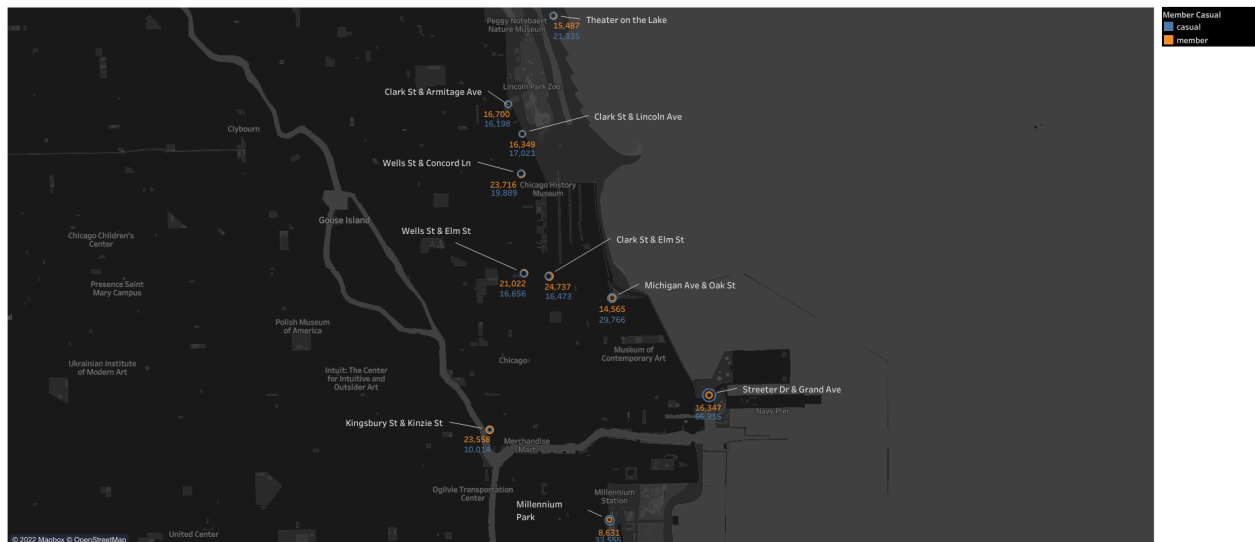 Member Casual
casual
member
Peggy Notebaert
Nature Museum
Theater on the Lake
15,487
21,335
Lincoln Park Zoo
Clark St & Armitage Ave
16,700
16,198
Clark St & Lincoln Ave
16,349
17,021
Clybourn
Wells St & Concord Ln
23,716
19,889
Chicago History
Museum
Goose Island
Chicago Children's
Center
Wells St & Elm St
21,022
16,656
Clark St & Elm St
24,737
16,473
Presence Saint
Mary Campus
Michigan Ave & Oak St
14,565
29,766
Polish Museum
of America
Museum of
Contemporary Art
Ukrainian Institute
of Modern Art
Intuit: The Center
for Intuitive and
Outsider Art
Chicago
Streeter Dr & Grand Ave
16,347
Navy Pier
Kingsbury St & Kinzie St
23,558
10,014
Merchandise
Mart
Ogilvie Transportation
Center
Millennium
Station
Millennium
Park
8,631
33,555
United Center
© 2022 Mapbox © OpenStreetMap